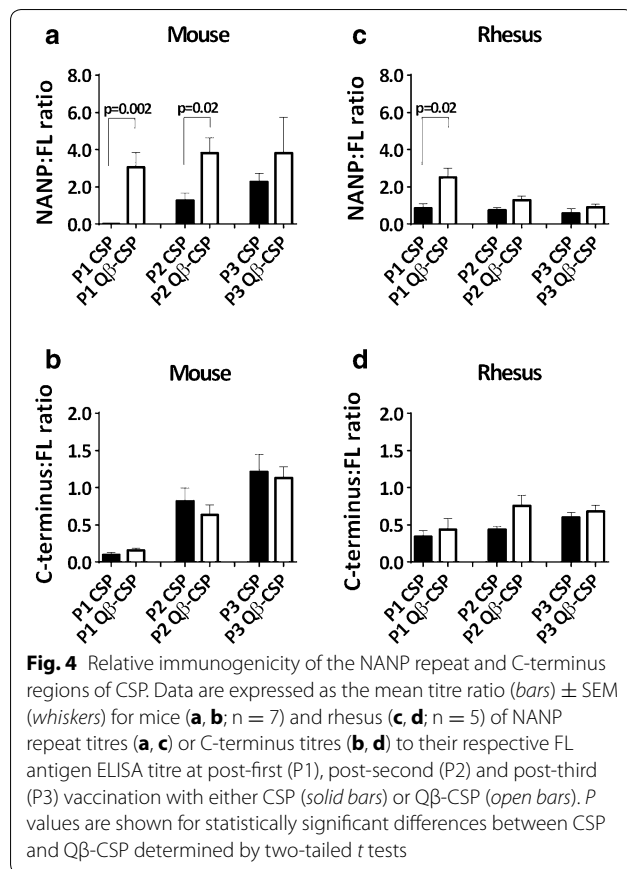 a
Mouse
NANP:FL ratio
8.0
6.0
4.0
2.0
0.0
p=0.002
p=0.02
P1 CSP
P1 Qβ-CSP
P2 CSP
P2 Qβ-CSP
P3 CSP
P3 Qβ-CSP
c
Rhesus
NANP:FL ratio
8.0
6.0
4.0
2.0
0.0
p=0.02
P1 CSP
P1 Qβ-CSP
P2 CSP
P2 Qβ-CSP
P3 CSP
P3 Qβ-CSP
b
Mouse
C-terminus:FL ratio
2.0
1.5
1.0
0.5
0.0
P1 CSP
P1 Qβ-CSP
P2 CSP
P2 Qβ-CSP
P3 CSP
P3 Qβ-CSP
d
Rhesus
C-terminus:FL ratio
2.0
1.5
1.0
0.5
0.0
P1 CSP
P1 Qβ-CSP
P2 CSP
P2 Qβ-CSP
P3 CSP
P3 Qβ-CSP
Fig. 4 Relative immunogenicity of the NANP repeat and C-terminus
regions of CSP. Data are expressed as the mean titre ratio (bars) ± SEM
(whiskers) for mice (a, b; n = 7) and rhesus (c, d; n = 5) of NANP
repeat titres (a, c) or C-terminus titres (b, d) to their respective FL
antigen ELISA titre at post-first (P1), post-second (P2) and post-third
(P3) vaccination with either CSP (solid bars) or Qβ-CSP (open bars). P
values are shown for statistically significant differences between CSP
and Qβ-CSP determined by two-tailed t tests